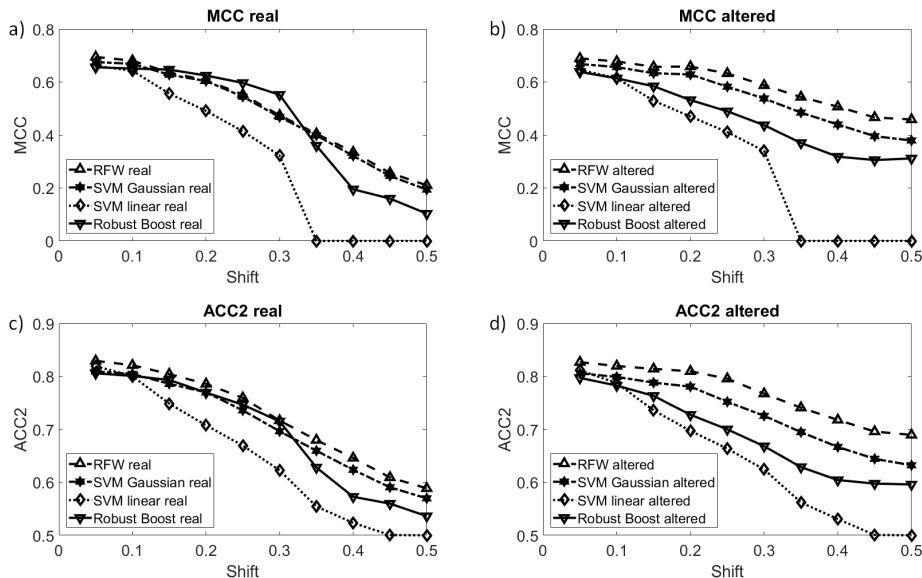 a)
MCC real
0.8
0.6
0.4
0.2
0
MCC
RFW real
SVM Gaussian real
SVM linear real
Robust Boost real
0 0.1 0.2 0.3 0.4 0.5
Shift
b)
MCC altered
0.8
0.6
0.4
0.2
0
MCC
RFW altered
SVM Gaussian altered
SVM linear altered
Robust Boost altered
0 0.1 0.2 0.3 0.4 0.5
Shift
c)
ACC2 real
0.9
0.8
0.7
0.6
0.5
ACC2
RFW real
SVM Gaussian real
SVM linear real
Robust Boost real
0 0.1 0.2 0.3 0.4 0.5
Shift
d)
ACC2 altered
0.9
0.8
0.7
0.6
0.5
ACC2
RFW altered
SVM Gaussian altered
SVM linear altered
Robust Boost altered
0 0.1 0.2 0.3 0.4 0.5
Shift